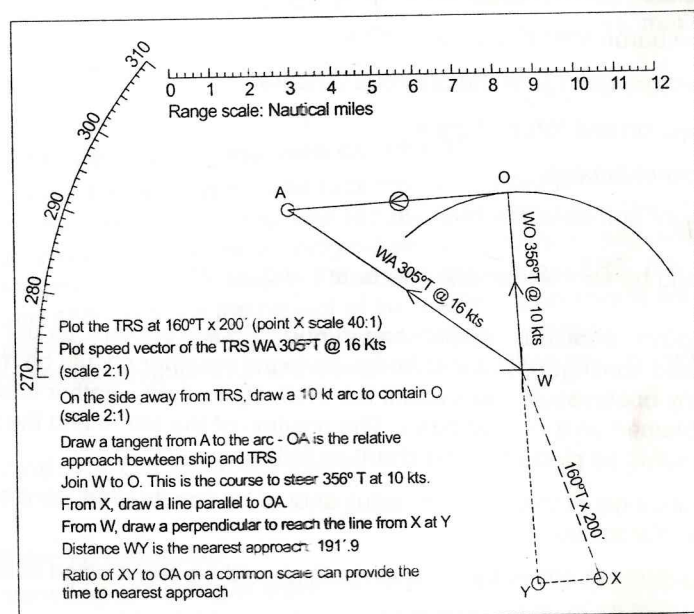 310
300
290
280
270
0 1 2 3 4 5 6 7 8 9 10 11 12
Range scale: Nautical miles
A
O
WA 305ºT @ 16 kts
WO 356ºT @ 10 kts
W
160ºT x 200'
Y
X
Plot the TRS at 160ºT x 200' (point X scale 40:1)
Plot speed vector of the TRS WA 305ºT @ 16 Kts
(scale 2:1)
On the side away from TRS, draw a 10 kt arc to contain O
(scale 2:1)
Draw a tangent from A to the arc - OA is the relative
approach bewteen ship and TRS
Join W to O. This is the course to steer 356º T at 10 kts.
From X, draw a line parallel to OA.
From W, draw a perpendicular to reach the line from X at Y
Distance WY is the nearest approach 191'.9
Ratio of XY to OA on a common scale can provide the
time to nearest approach